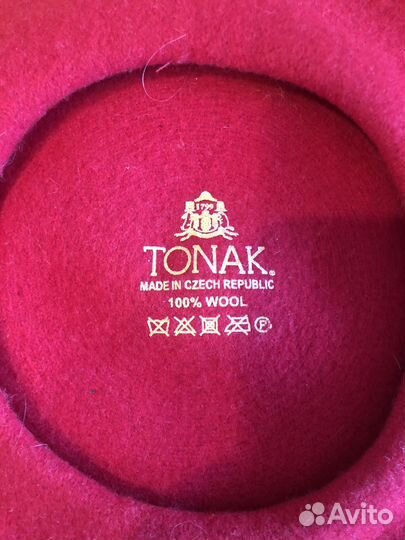 1799
TONAK®
MADE IN CZECH REPUBLIC
100% WOOL
F
Avito